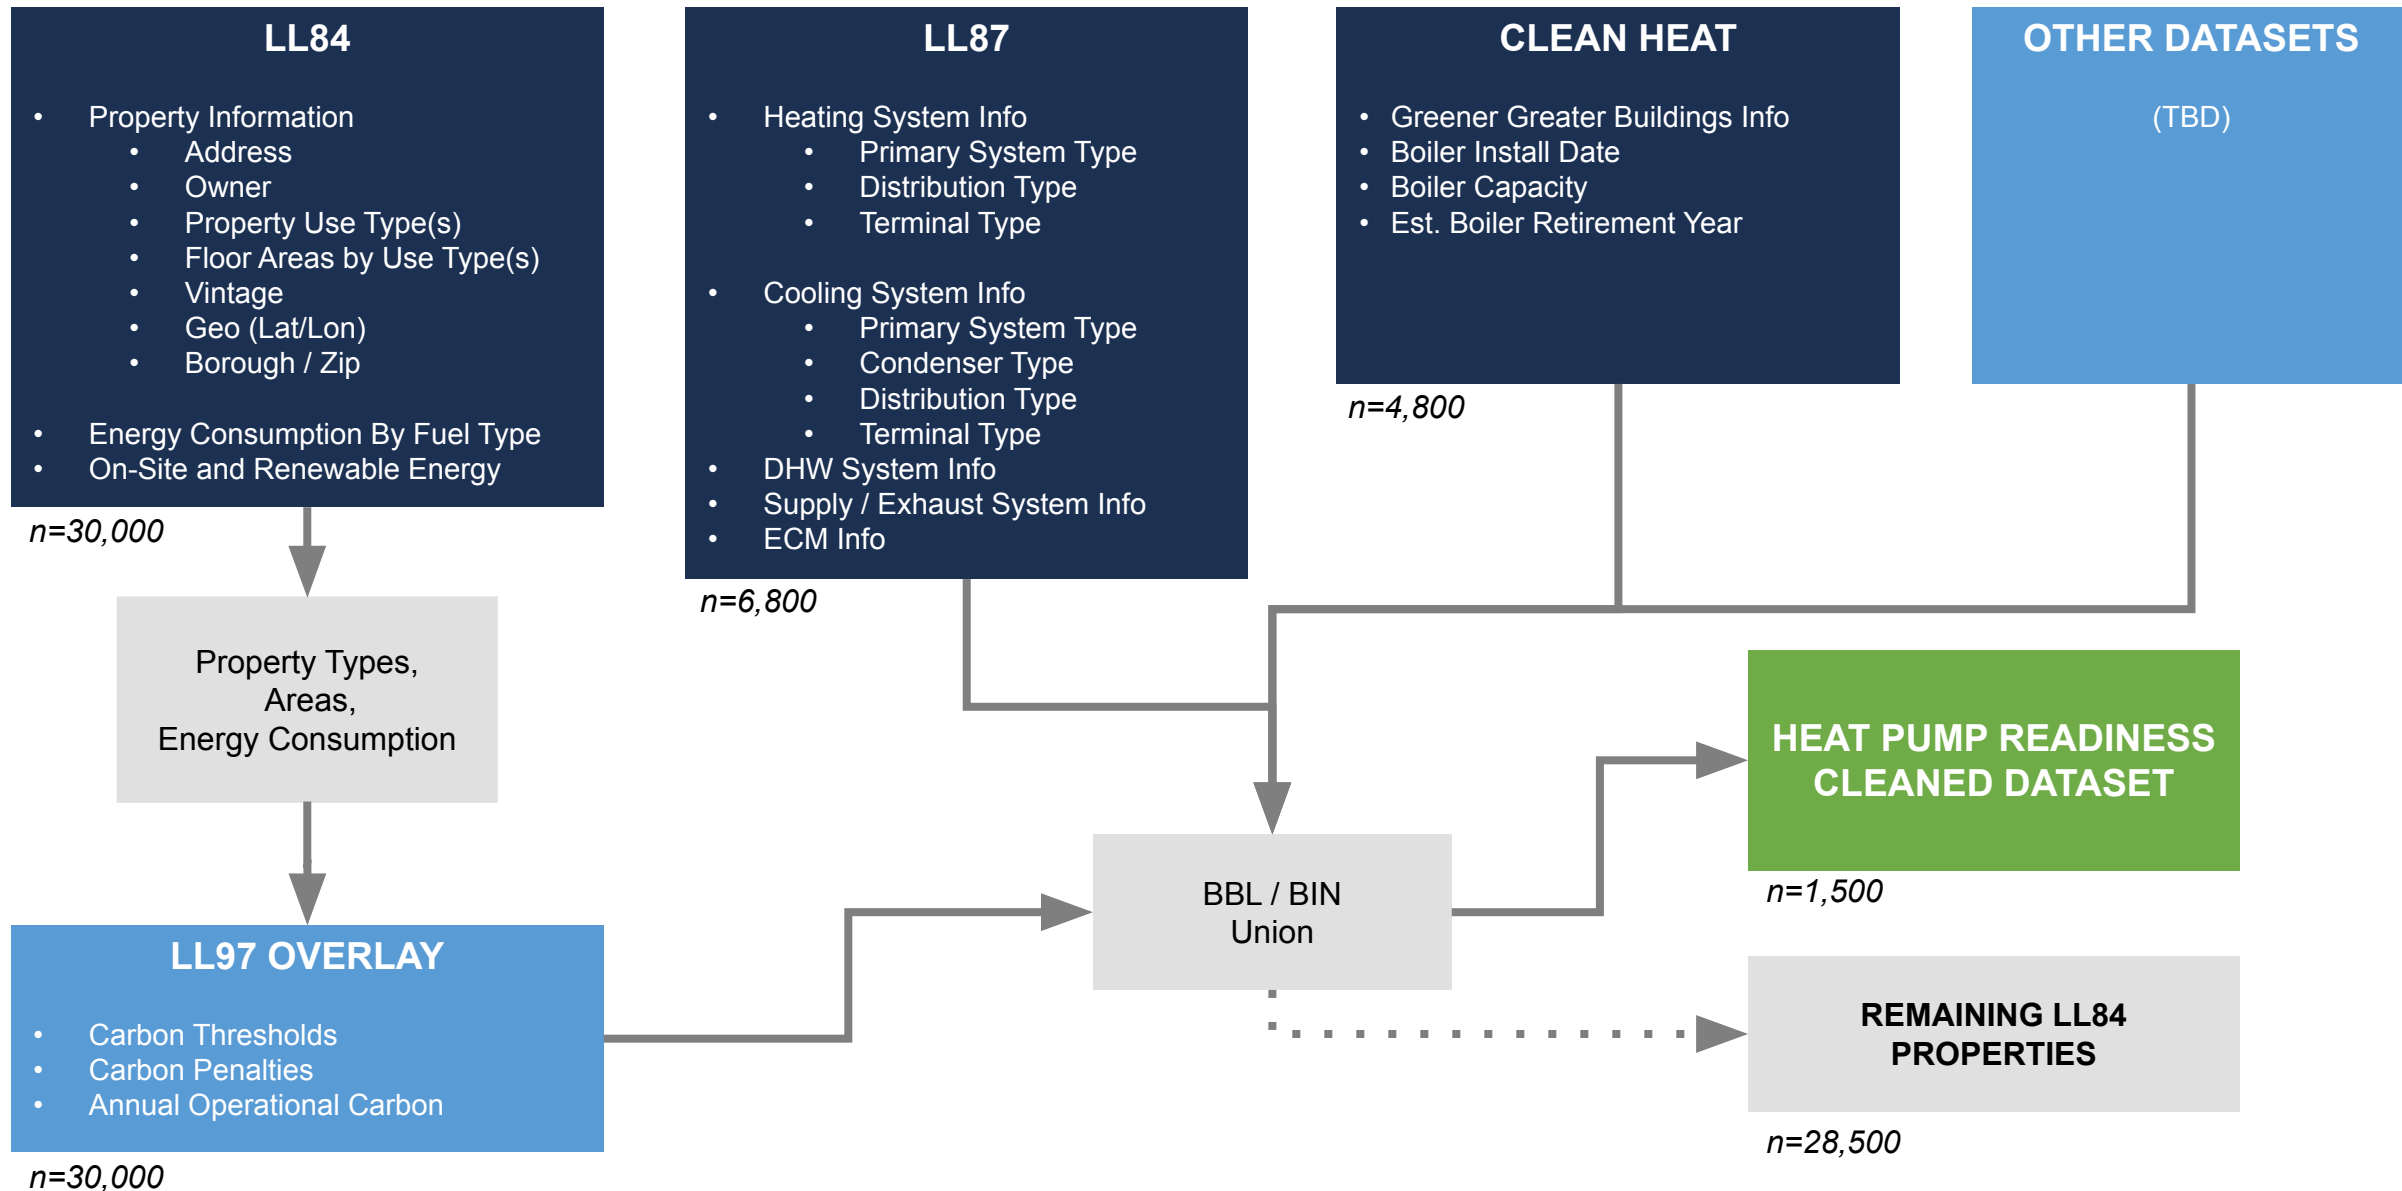 LL84
• Property Information
• Address
• Owner
• Property Use Type(s)
• Floor Areas by Use Type(s)
• Vintage
• Geo (Lat/Lon)
• Borough / Zip
• Energy Consumption By Fuel Type
• On-Site and Renewable Energy
n=30,000
LL87
• Heating System Info
• Primary System Type
• Distribution Type
• Terminal Type
• Cooling System Info
• Primary System Type
• Condenser Type
• Distribution Type
• Terminal Type
• DHW System Info
• Supply / Exhaust System Info
• ECM Info
n=6,800
CLEAN HEAT
• Greener Greater Buildings Info
• Boiler Install Date
• Boiler Capacity
• Est. Boiler Retirement Year
n=4,800
OTHER DATASETS
(TBD)
Property Types,
Areas,
Energy Consumption
LL97 OVERLAY
• Carbon Thresholds
• Carbon Penalties
• Annual Operational Carbon
n=30,000
BBL / BIN
Union
HEAT PUMP READINESS
CLEANED DATASET
n=1,500
REMAINING LL84
PROPERTIES
n=28,500